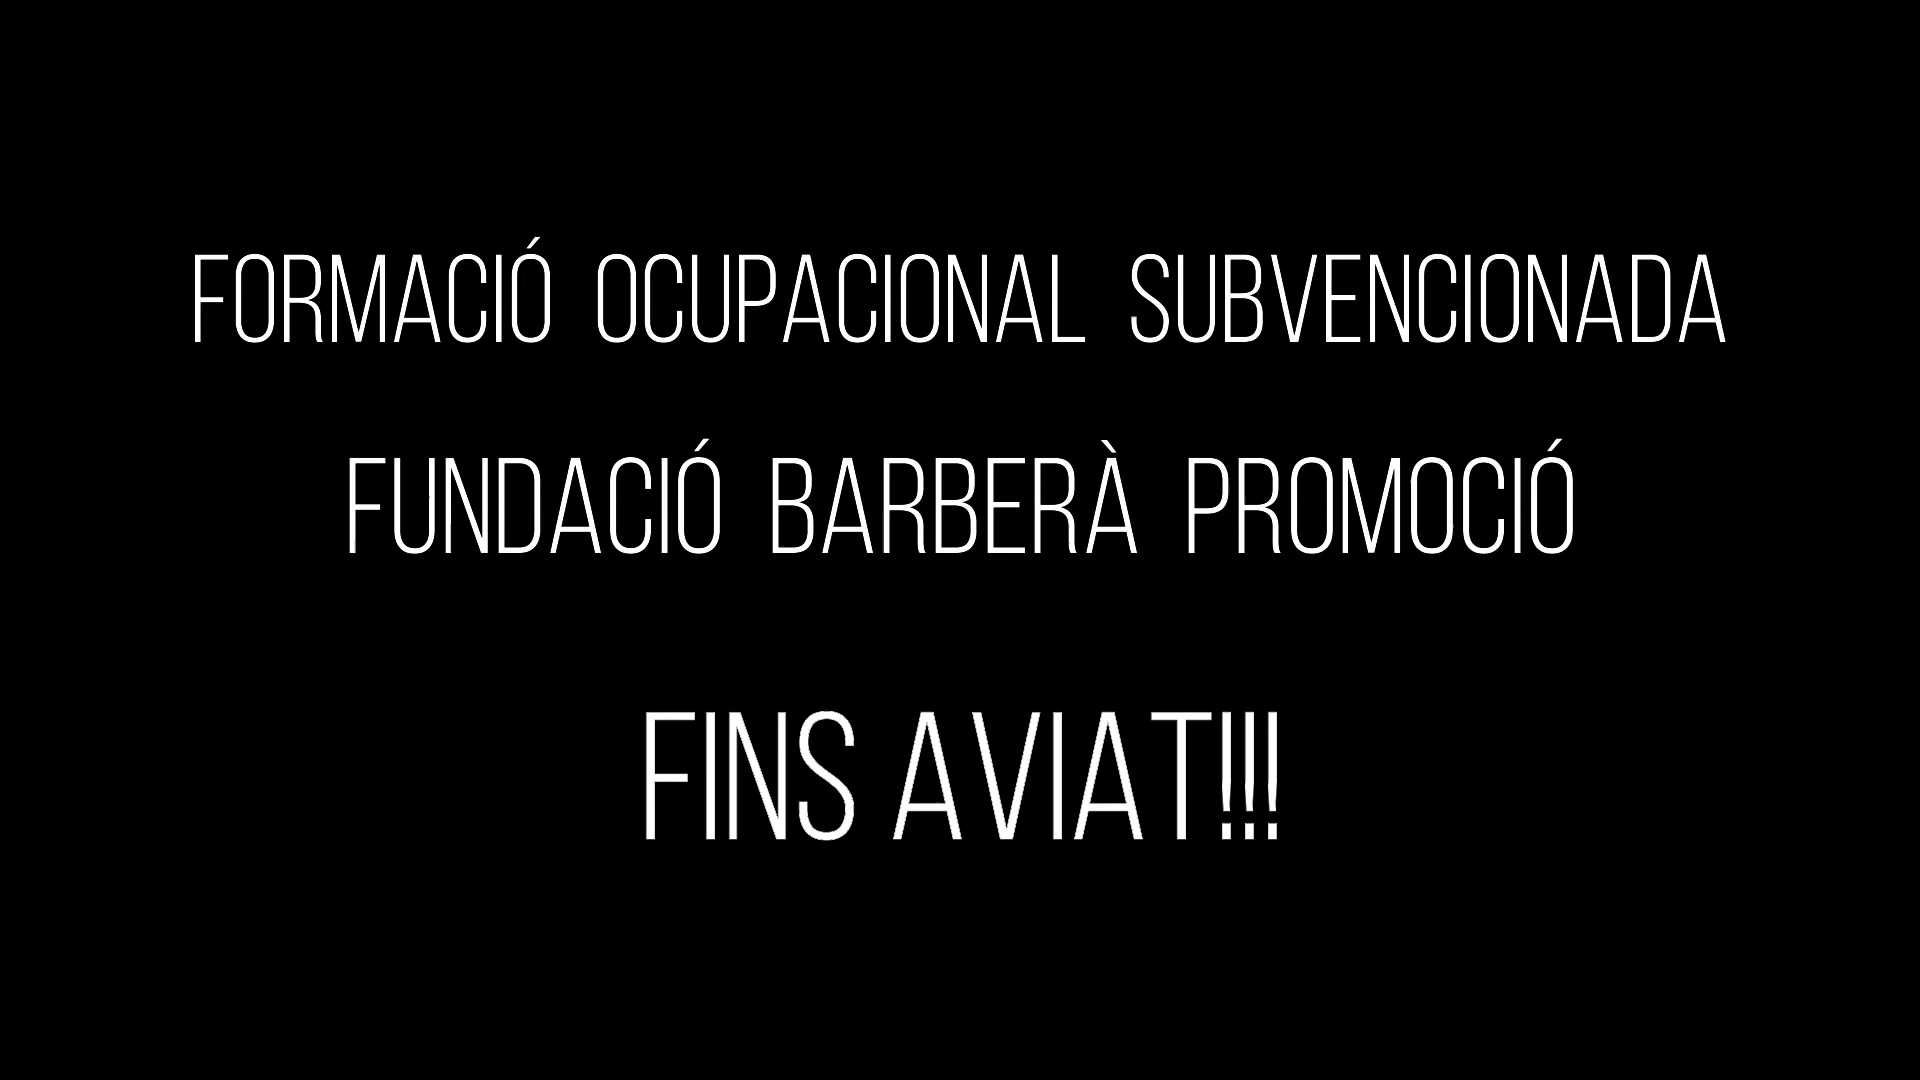 FORMACIÓ OCUPACIONAL SUBVENCIONADA
FUNDACIÓ BARBERÀ PROMOCIÓ
FINS AVIAT!!!